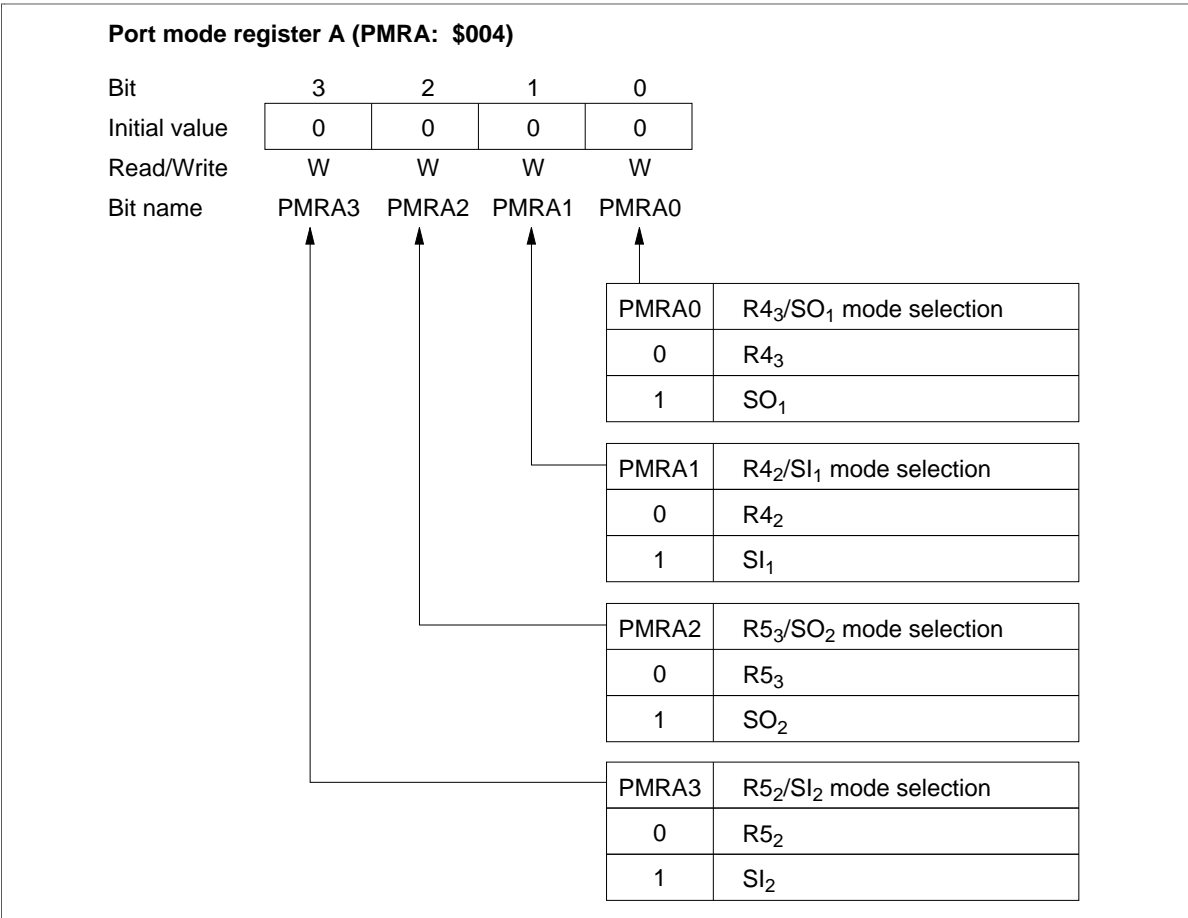 Port mode register A (PMRA: $004)
Bit 3 2 1 0
Initial value 0 0 0 0
Read/Write W W W W
Bit name PMRA3 PMRA2 PMRA1 PMRA0
PMRA0 R4₃/SO₁ mode selection
0 R4₃
1 SO₁
PMRA1 R4₂/SI₁ mode selection
0 R4₂
1 SI₁
PMRA2 R5₃/SO₂ mode selection
0 R5₃
1 SO₂
PMRA3 R5₂/SI₂ mode selection
0 R5₂
1 SI₂